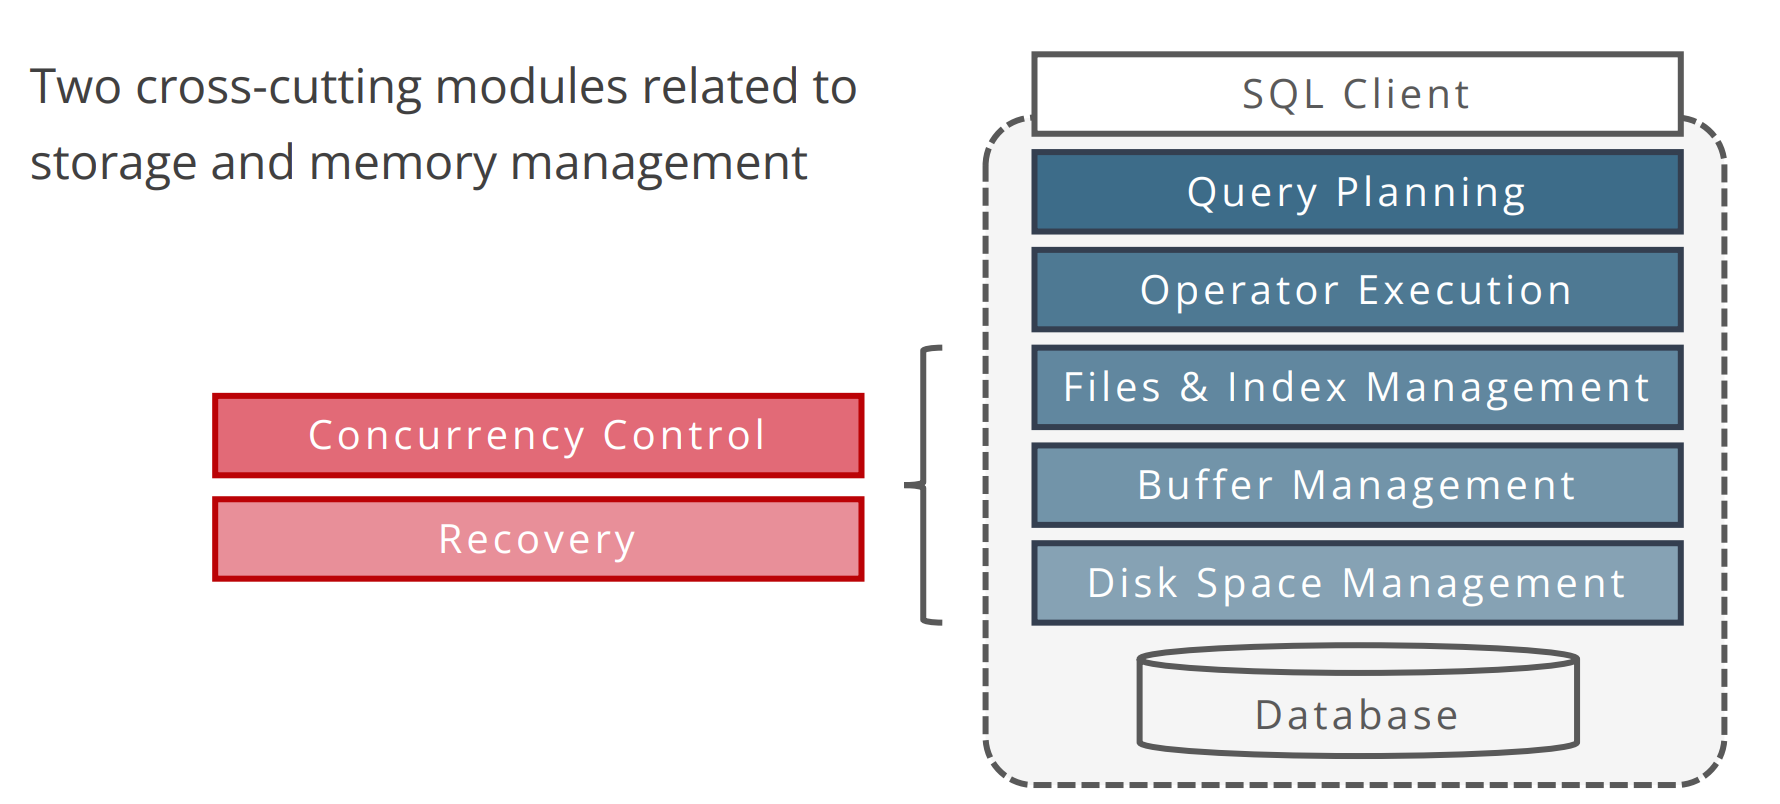 Two cross-cutting modules related to
storage and memory management
SQL Client
Query Planning
Operator Execution
Files & Index Management
Concurrency Control
Buffer Management
Recovery
Disk Space Management
Database